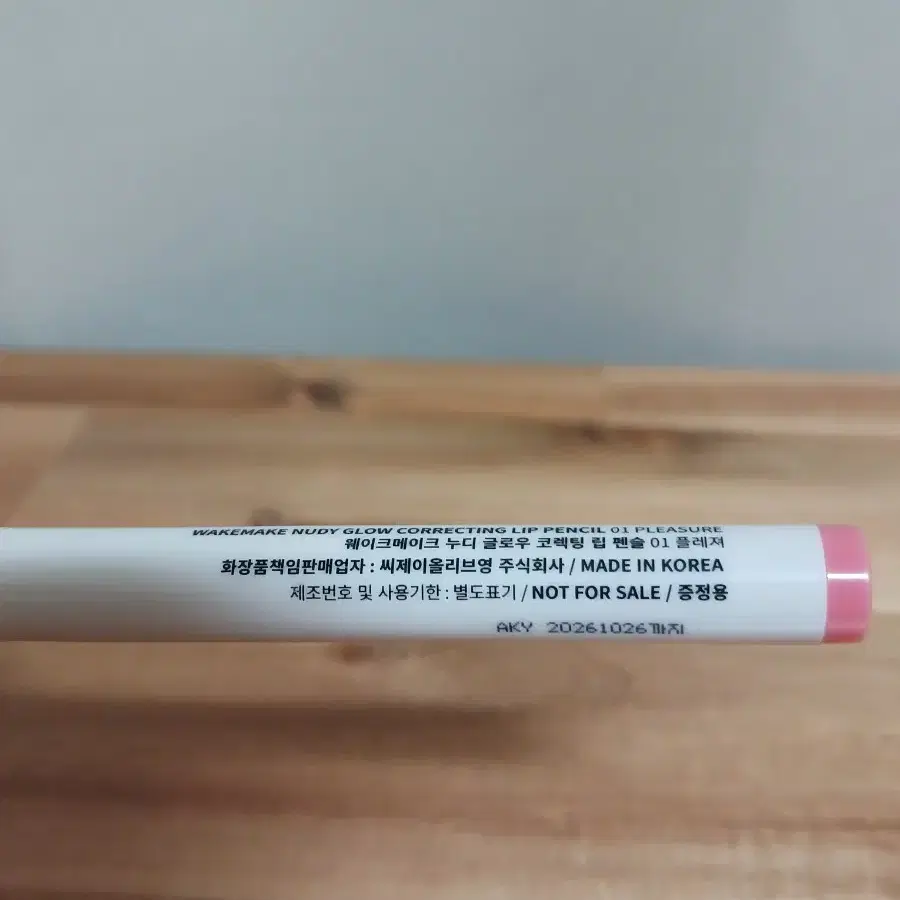 WAKEMAKE NUDY GLOW CORRECTING LIP PENCIL 01 PLEASURE
웨이크메이크 누디 글로우 코렉팅 립 펜슬 01 플레져
화장품책임판매업자 : 씨제이올리브영 주식회사 / MADE IN KOREA
제조번호 및 사용기한 : 별도표기 / NOT FOR SALE / 증정용
AKY 20261026까지